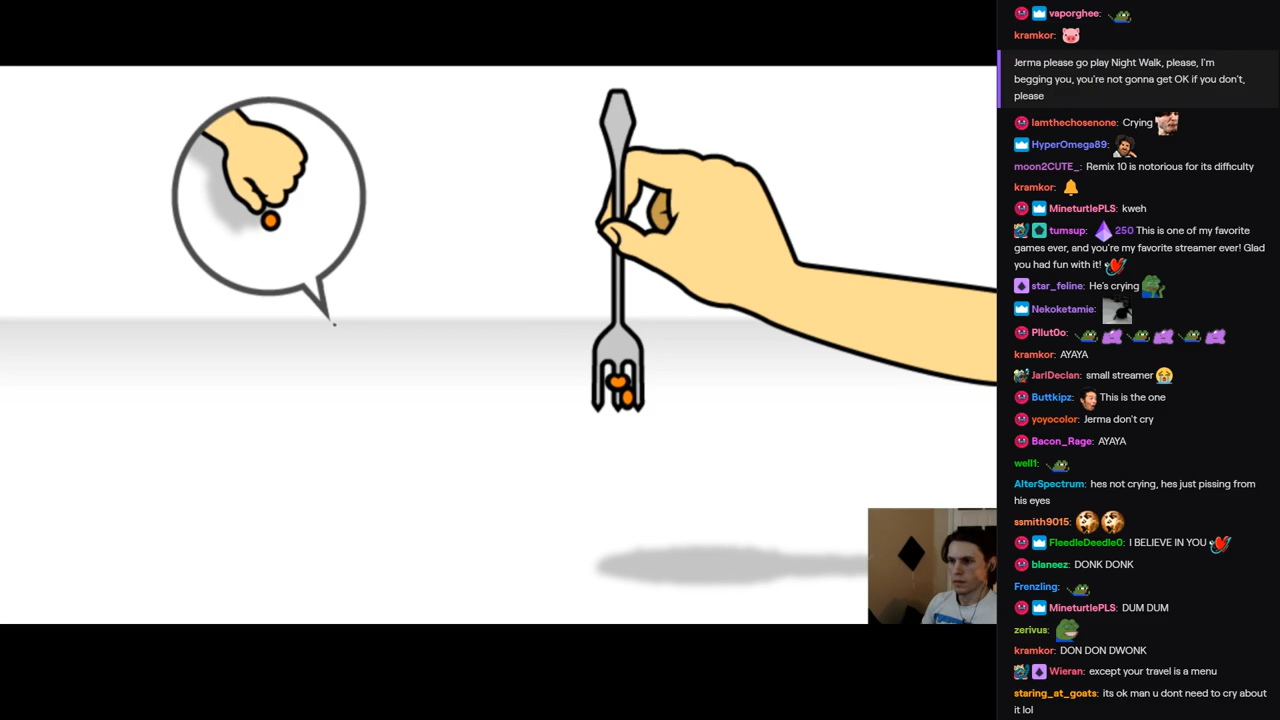 vaporghee:
kramkor:
Jerma please go play Night Walk, please, I'm
begging you, you're not gonna get OK if you don't,
please
Iamthechosenone: Crying
HyperOmega89:
moon2CUTE_: Remix 10 is notorious for its difficulty
kramkor:
MineturtlePLS: kweh
tumsup: 250 This is one of my favorite
games ever, and you're my favorite streamer ever! Glad
you had fun with it!
star_feline: He's crying
Nekoketamie:
PIlut0o:
kramkor: AYAYA
JarlDeclan: small streamer
Buttkipz: This is the one
yoyocolor: Jerma don't cry
Bacon_Rage: AYAYA
well1:
AlterSpectrum: hes not crying, hes just pissing from
his eyes
ssmith9015:
FleedleDeedle0: I BELIEVE IN YOU
blaneez: DONK DONK
Frenzling:
MineturtlePLS: DUM DUM
zerivus:
kramkor: DON DON DWONK
Wieran: except your travel is a menu
staring_at_goats: its ok man u dont need to cry about
it lol